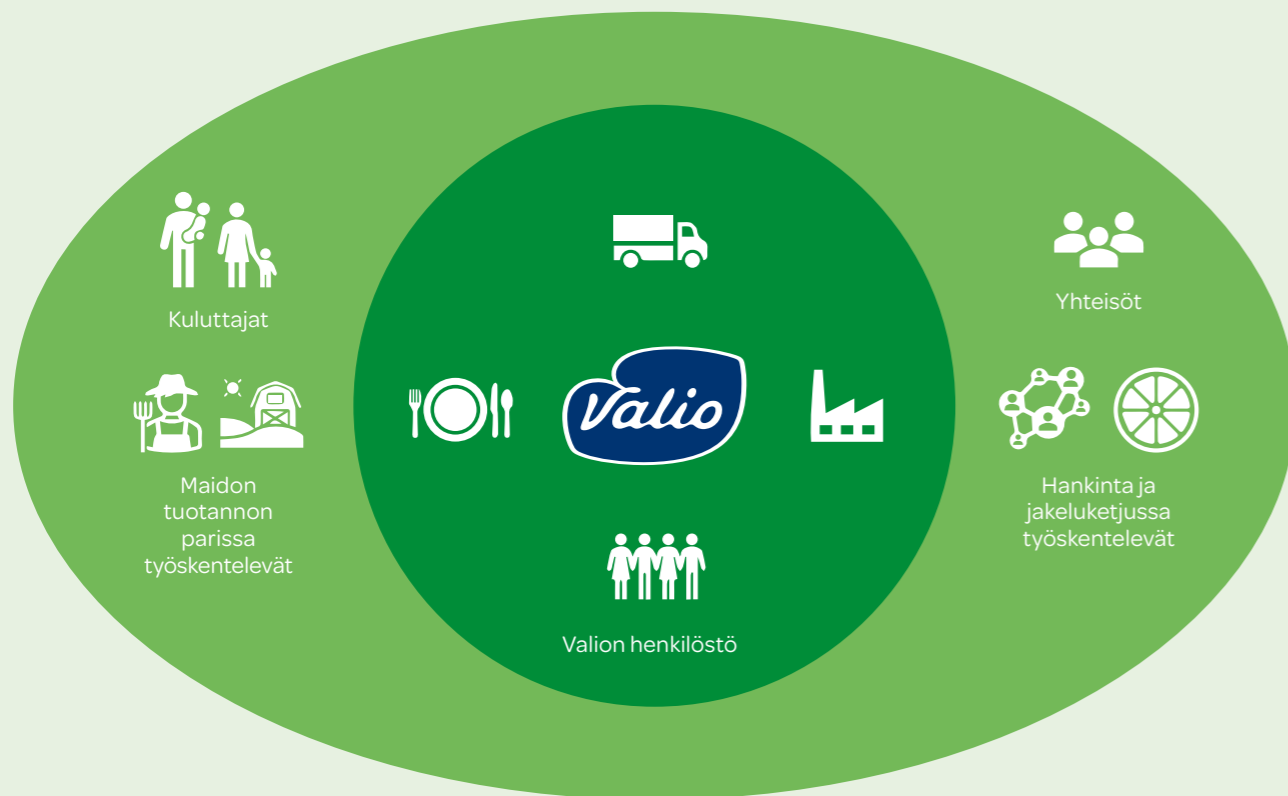 Kuluttajat
Maidon
tuotannon
parissa
työskentelevät
Valio
Valion henkilöstö
Yhteisöt
Hankinta ja
jakeluketjussa
työskentelevät